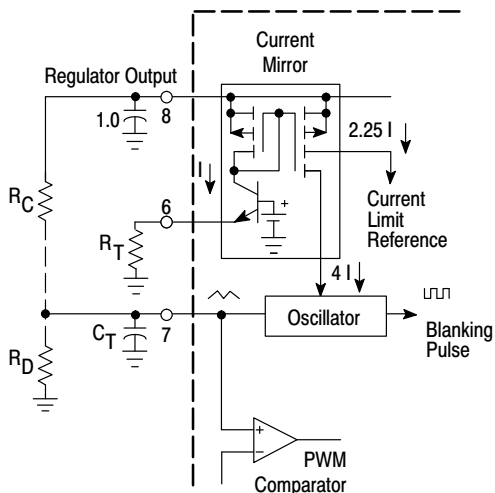 Current
Mirror
Regulator Output
1.0
8
2.25 I
I
R_C
6
Current
Limit
Reference
R_T
4 I
Oscillator
C_T
7
Blanking
Pulse
R_D
+
+
−
PWM
Comparator